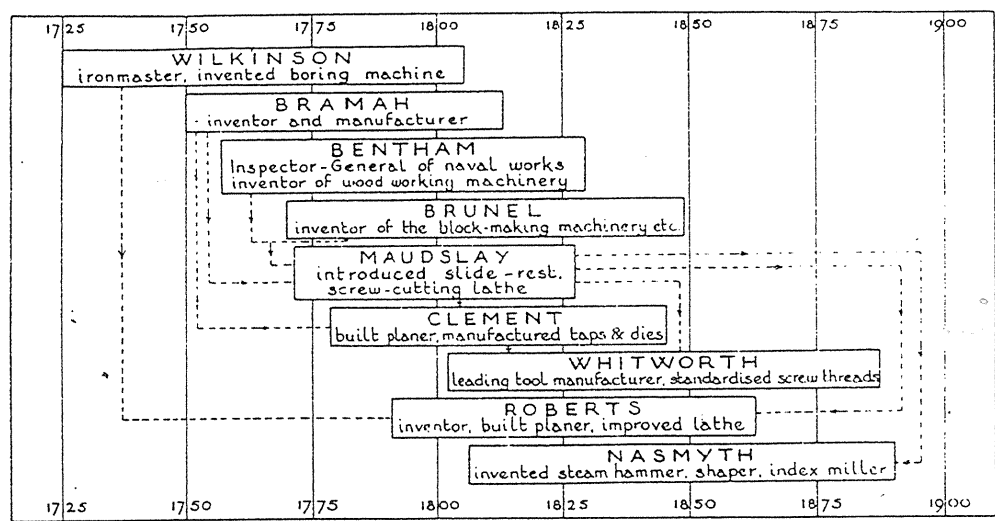 1725 1750 1775 1800 1825 1850 1875 1900
WILKINSON
ironmaster, invented boring machine
BRAMAH
inventor and manufacturer
BENTHAM
Inspector-General of naval works
inventor of wood working machinery
BRUNEL
inventor of the block-making machinery etc.
MAUDSLAY
introduced slide-rest,
screw-cutting lathe
CLEMENT
built planer, manufactured taps & dies
WHITWORTH
leading tool manufacturer, standardised screw threads
ROBERTS
inventor, built planer, improved lathe
NASMYTH
invented steam hammer, shaper, index miller
1725 1750 1775 1800 1825 1850 1875 1900